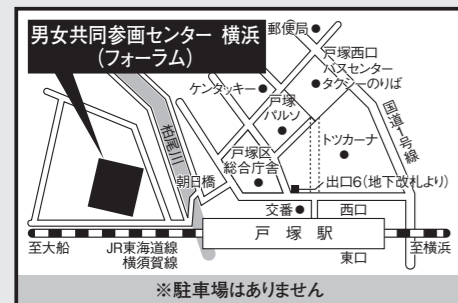 男女共同参画センター 横浜
(フォーラム)
郵便局
戸塚西口
バスセンター
タクシーのりば
ケンタッキー
戸塚
パルソ
国道1号線
柏尾川
トツカーナ
戸塚区
総合庁舎
朝日橋
出口6(地下改札より)
交番
西口
戸塚駅
至大船
JR東海道線
横須賀線
東口
至横浜
※駐車場はありません